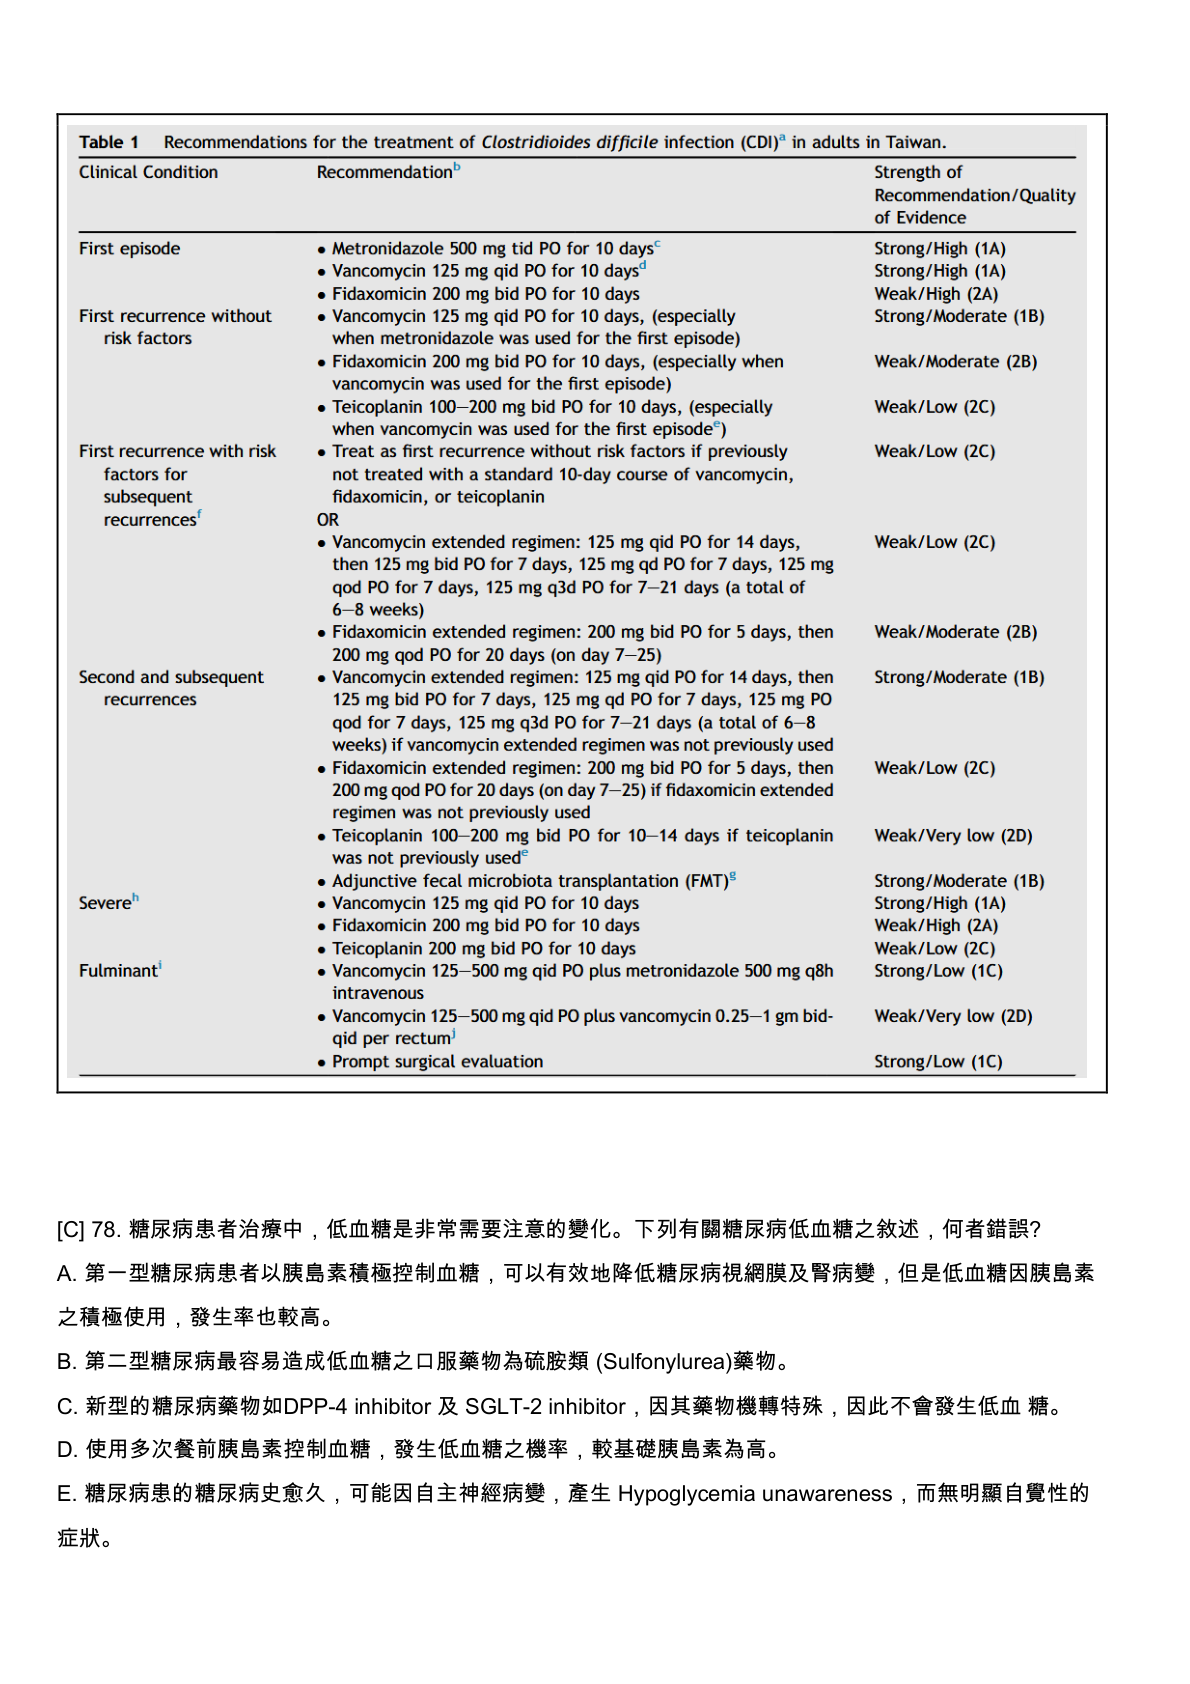 Table 1 Recommendations for the treatment of Clostridioides difficile infection (CDI)a in adults in Taiwan.
Clinical Condition Recommendationb Strength of
Recommendation/Quality
of Evidence
First episode • Metronidazole 500 mg tid PO for 10 daysc Strong/High (1A)
• Vancomycin 125 mg qid PO for 10 daysd Strong/High (1A)
• Fidaxomicin 200 mg bid PO for 10 days Weak/High (2A)
First recurrence without • Vancomycin 125 mg qid PO for 10 days, (especially Strong/Moderate (1B)
risk factors when metronidazole was used for the first episode)
• Fidaxomicin 200 mg bid PO for 10 days, (especially when Weak/Moderate (2B)
vancomycin was used for the first episode)
• Teicoplanin 100–200 mg bid PO for 10 days, (especially Weak/Low (2C)
when vancomycin was used for the first episodee)
First recurrence with risk • Treat as first recurrence without risk factors if previously Weak/Low (2C)
factors for not treated with a standard 10-day course of vancomycin,
subsequent fidaxomicin, or teicoplanin
recurrencesf OR
• Vancomycin extended regimen: 125 mg qid PO for 14 days, Weak/Low (2C)
then 125 mg bid PO for 7 days, 125 mg qd PO for 7 days, 125 mg
qod PO for 7 days, 125 mg q3d PO for 7–21 days (a total of
6–8 weeks)
• Fidaxomicin extended regimen: 200 mg bid PO for 5 days, then Weak/Moderate (2B)
200 mg qod PO for 20 days (on day 7–25)
Second and subsequent • Vancomycin extended regimen: 125 mg qid PO for 14 days, then Strong/Moderate (1B)
recurrences 125 mg bid PO for 7 days, 125 mg qd PO for 7 days, 125 mg PO
qod for 7 days, 125 mg q3d PO for 7–21 days (a total of 6–8
weeks) if vancomycin extended regimen was not previously used
• Fidaxomicin extended regimen: 200 mg bid PO for 5 days, then Weak/Low (2C)
200 mg qod PO for 20 days (on day 7–25) if fidaxomicin extended
regimen was not previously used
• Teicoplanin 100–200 mg bid PO for 10–14 days if teicoplanin Weak/Very low (2D)
was not previously usede
• Adjunctive fecal microbiota transplantation (FMT)g Strong/Moderate (1B)
Severeh • Vancomycin 125 mg qid PO for 10 days Strong/High (1A)
• Fidaxomicin 200 mg bid PO for 10 days Weak/High (2A)
• Teicoplanin 200 mg bid PO for 10 days Weak/Low (2C)
Fulminanti • Vancomycin 125–500 mg qid PO plus metronidazole 500 mg q8h Strong/Low (1C)
intravenous
• Vancomycin 125–500 mg qid PO plus vancomycin 0.25–1 gm bid- Weak/Very low (2D)
qid per rectumj
• Prompt surgical evaluation Strong/Low (1C)
[C] 78. 糖尿病患者治療中，低血糖是非常需要注意的變化。下列有關糖尿病低血糖之敘述，何者錯誤?
A. 第一型糖尿病患者以胰島素積極控制血糖，可以有效地降低糖尿病視網膜及腎病變，但是低血糖因胰島素
之積極使用，發生率也較高。
B. 第二型糖尿病最容易造成低血糖之口服藥物為硫胺類 (Sulfonylurea)藥物。
C. 新型的糖尿病藥物如DPP-4 inhibitor 及 SGLT-2 inhibitor，因其藥物機轉特殊，因此不會發生低血 糖。
D. 使用多次餐前胰島素控制血糖，發生低血糖之機率，較基礎胰島素為高。
E. 糖尿病患的糖尿病史愈久，可能因自主神經病變，產生 Hypoglycemia unawareness，而無明顯自覺性的
症狀。